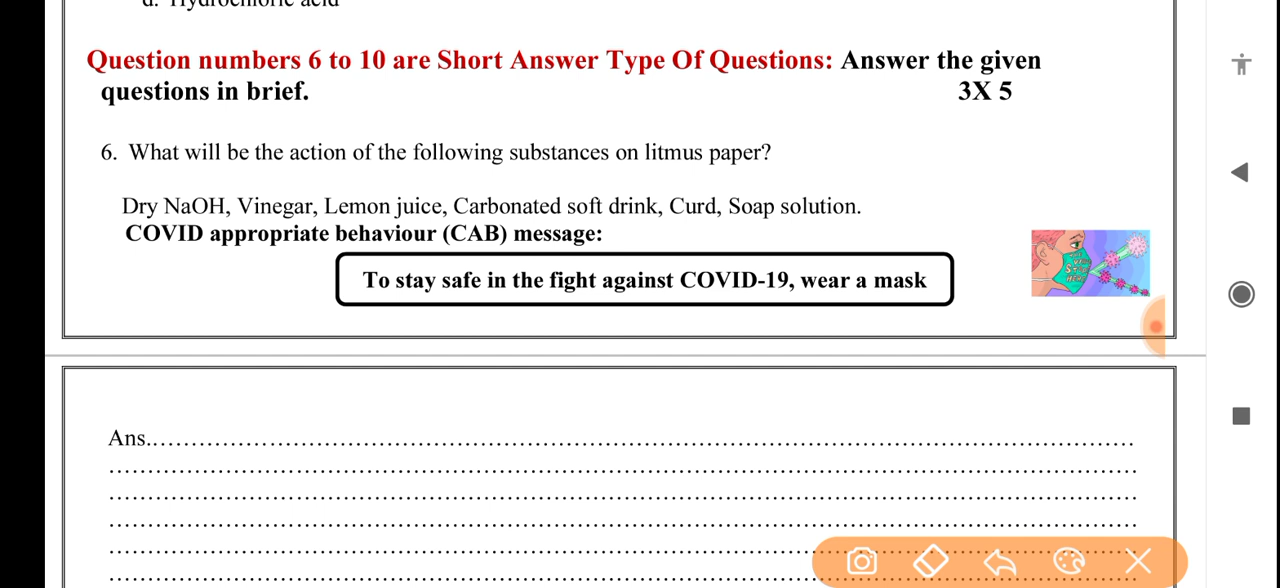 d. Hydrochloric acid
Question numbers 6 to 10 are Short Answer Type Of Questions: Answer the given
questions in brief. 3X 5
6. What will be the action of the following substances on litmus paper?
Dry NaOH, Vinegar, Lemon juice, Carbonated soft drink, Curd, Soap solution.
COVID appropriate behaviour (CAB) message:
To stay safe in the fight against COVID-19, wear a mask
Ans.